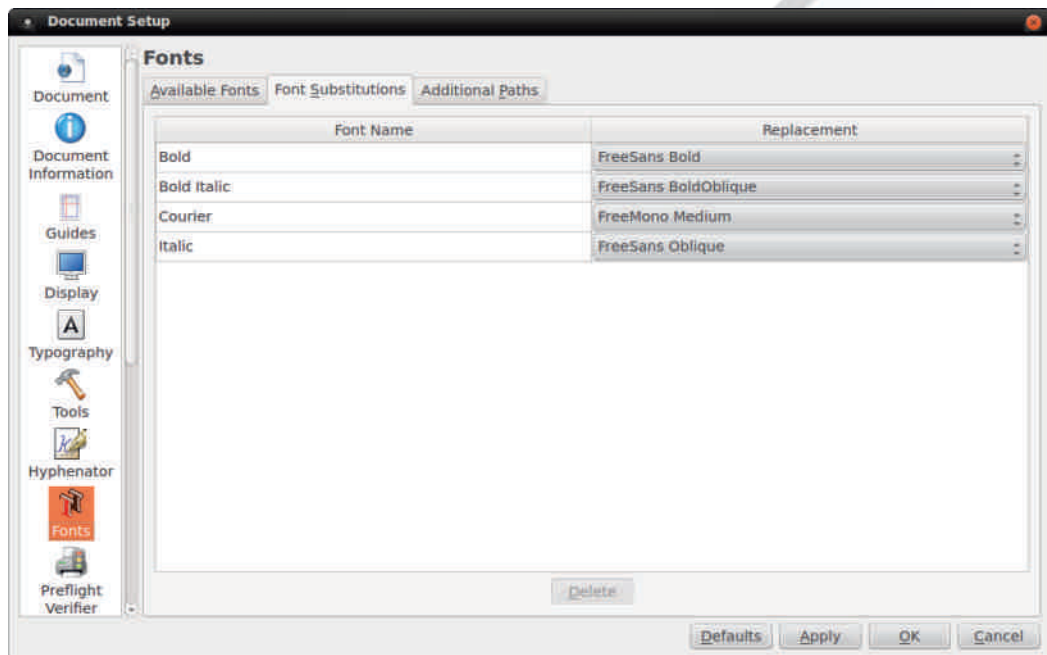 Document Setup
Document
Document
Information
Guides
Display
Typography
Tools
Hyphenator
Fonts
Preflight
Verifier
Fonts
Available Fonts Font Substitutions Additional Paths
Font Name Replacement
Bold FreeSans Bold
Bold Italic FreeSans BoldOblique
Courier FreeMono Medium
Italic FreeSans Oblique
Delete
Defaults Apply OK Cancel